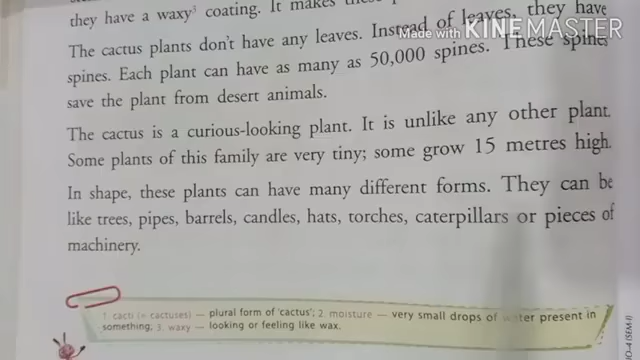 they have a waxy³ coating. It makes
Made with KINEMASTER
The cactus plants don't have any leaves. Instead of leaves, they have
spines. Each plant can have as many as 50,000 spines. These spines
save the plant from desert animals.
The cactus is a curious-looking plant. It is unlike any other plant.
Some plants of this family are very tiny; some grow 15 metres high.
In shape, these plants can have many different forms. They can be
like trees, pipes, barrels, candles, hats, torches, caterpillars or pieces of
machinery.
1. cacti (= cactuses) — plural form of 'cactus'; 2. moisture — very small drops of water present in
something; 3. waxy — looking or feeling like wax.
O-4 (SEM-I)